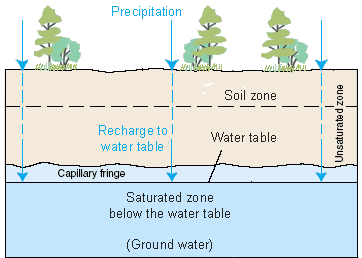 Precipitation
Soil zone
Unsaturated zone
Recharge to
water table
Water table
Capillary fringe
Saturated zone
below the water table
(Ground water)